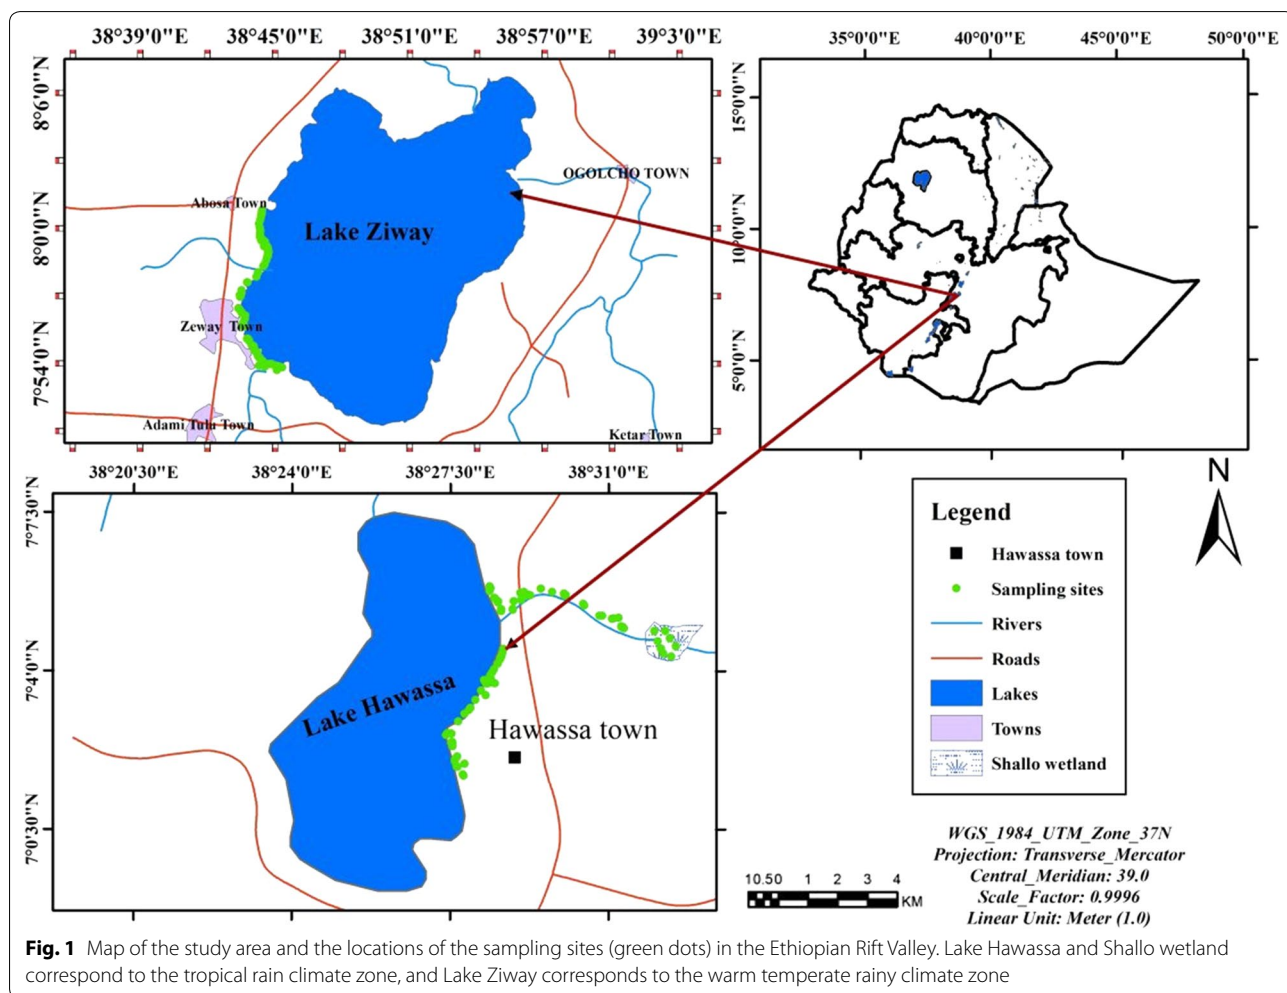 38°39'0"E 38°45'0"E 38°51'0"E 38°57'0"E 39°3'0"E
8°6'0"N
8°0'0"N
7°54'0"N
OGOLCHO TOWN
Abosa Town
Lake Ziway
Zeway Town
Adami Tulu Town
Ketar Town
35°0'0"E 40°0'0"E 45°0'0"E 50°0'0"E
15°0'0"N
10°0'0"N
5°0'0"N
38°20'30"E 38°24'0"E 38°27'30"E 38°31'0"E
7°7'30"N
7°4'0"N
7°0'30"N
Lake Hawassa
Hawassa town
N
Legend
Hawassa town
Sampling sites
Rivers
Roads
Lakes
Towns
Shallo wetland
WGS_1984_UTM_Zone_37N
Projection: Transverse_Mercator
Central_Meridian: 39.0
Scale_Factor: 0.9996
Linear Unit: Meter (1.0)
10.50 1 2 3 4
KM
Fig. 1 Map of the study area and the locations of the sampling sites (green dots) in the Ethiopian Rift Valley. Lake Hawassa and Shallo wetland
correspond to the tropical rain climate zone, and Lake Ziway corresponds to the warm temperate rainy climate zone